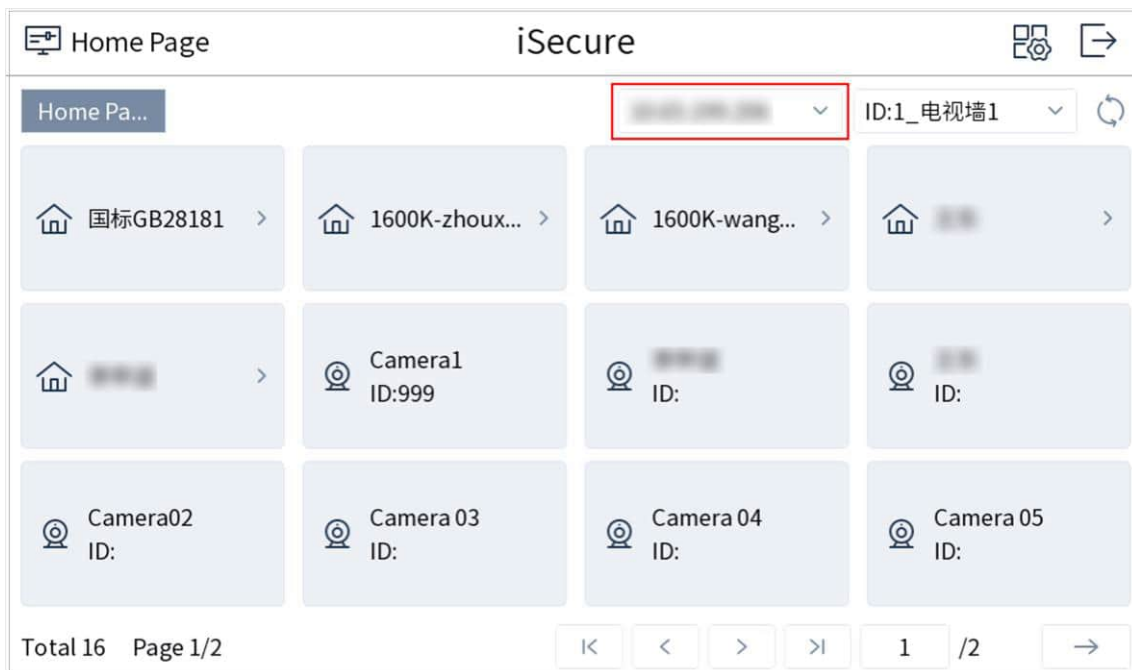 Home Page
iSecure
Home Pa...
ID:1_电视墙1
国标GB28181
1600K-zhoux...
1600K-wang...
Camera1
ID:999
ID:
ID:
Camera02
ID:
Camera 03
ID:
Camera 04
ID:
Camera 05
ID:
Total 16 Page 1/2
1 /2